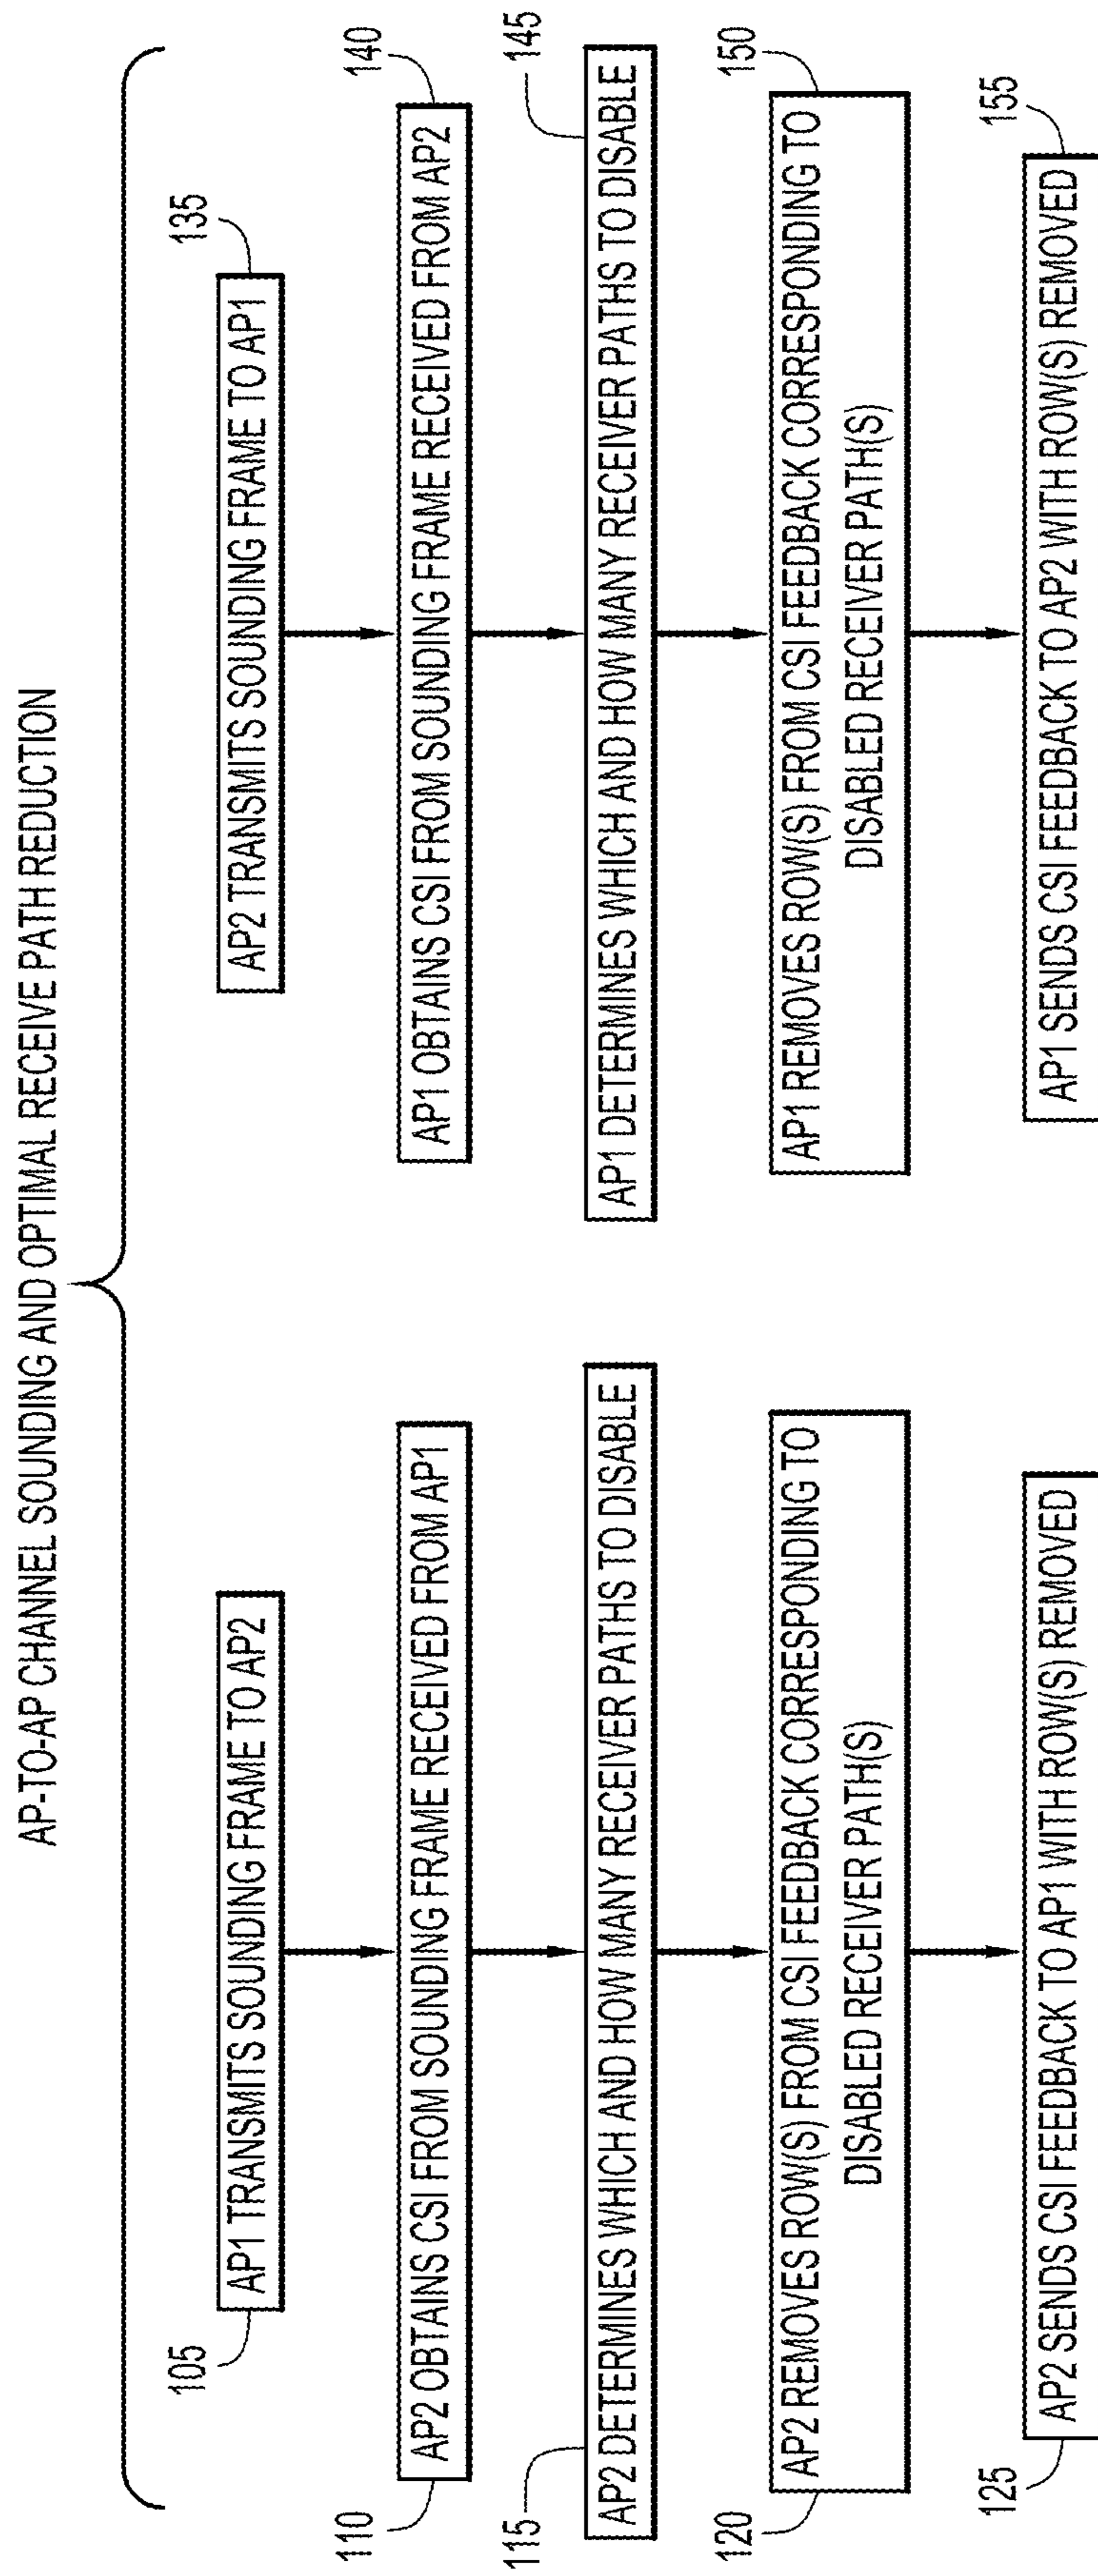 AP-TO-AP CHANNEL SOUNDING AND OPTIMAL RECEIVE PATH REDUCTION
105
AP1 TRANSMITS SOUNDING FRAME TO AP2
110
AP2 OBTAINS CSI FROM SOUNDING FRAME RECEIVED FROM AP1
115
AP2 DETERMINES WHICH AND HOW MANY RECEIVER PATHS TO DISABLE
120
AP2 REMOVES ROW(S) FROM CSI FEEDBACK CORRESPONDING TO
DISABLED RECEIVER PATH(S)
125
AP2 SENDS CSI FEEDBACK TO AP1 WITH ROW(S) REMOVED
135
AP2 TRANSMITS SOUNDING FRAME TO AP1
140
AP1 OBTAINS CSI FROM SOUNDING FRAME RECEIVED FROM AP2
145
AP1 DETERMINES WHICH AND HOW MANY RECEIVER PATHS TO DISABLE
150
AP1 REMOVES ROW(S) FROM CSI FEEDBACK CORRESPONDING TO
DISABLED RECEIVER PATH(S)
155
AP1 SENDS CSI FEEDBACK TO AP2 WITH ROW(S) REMOVED